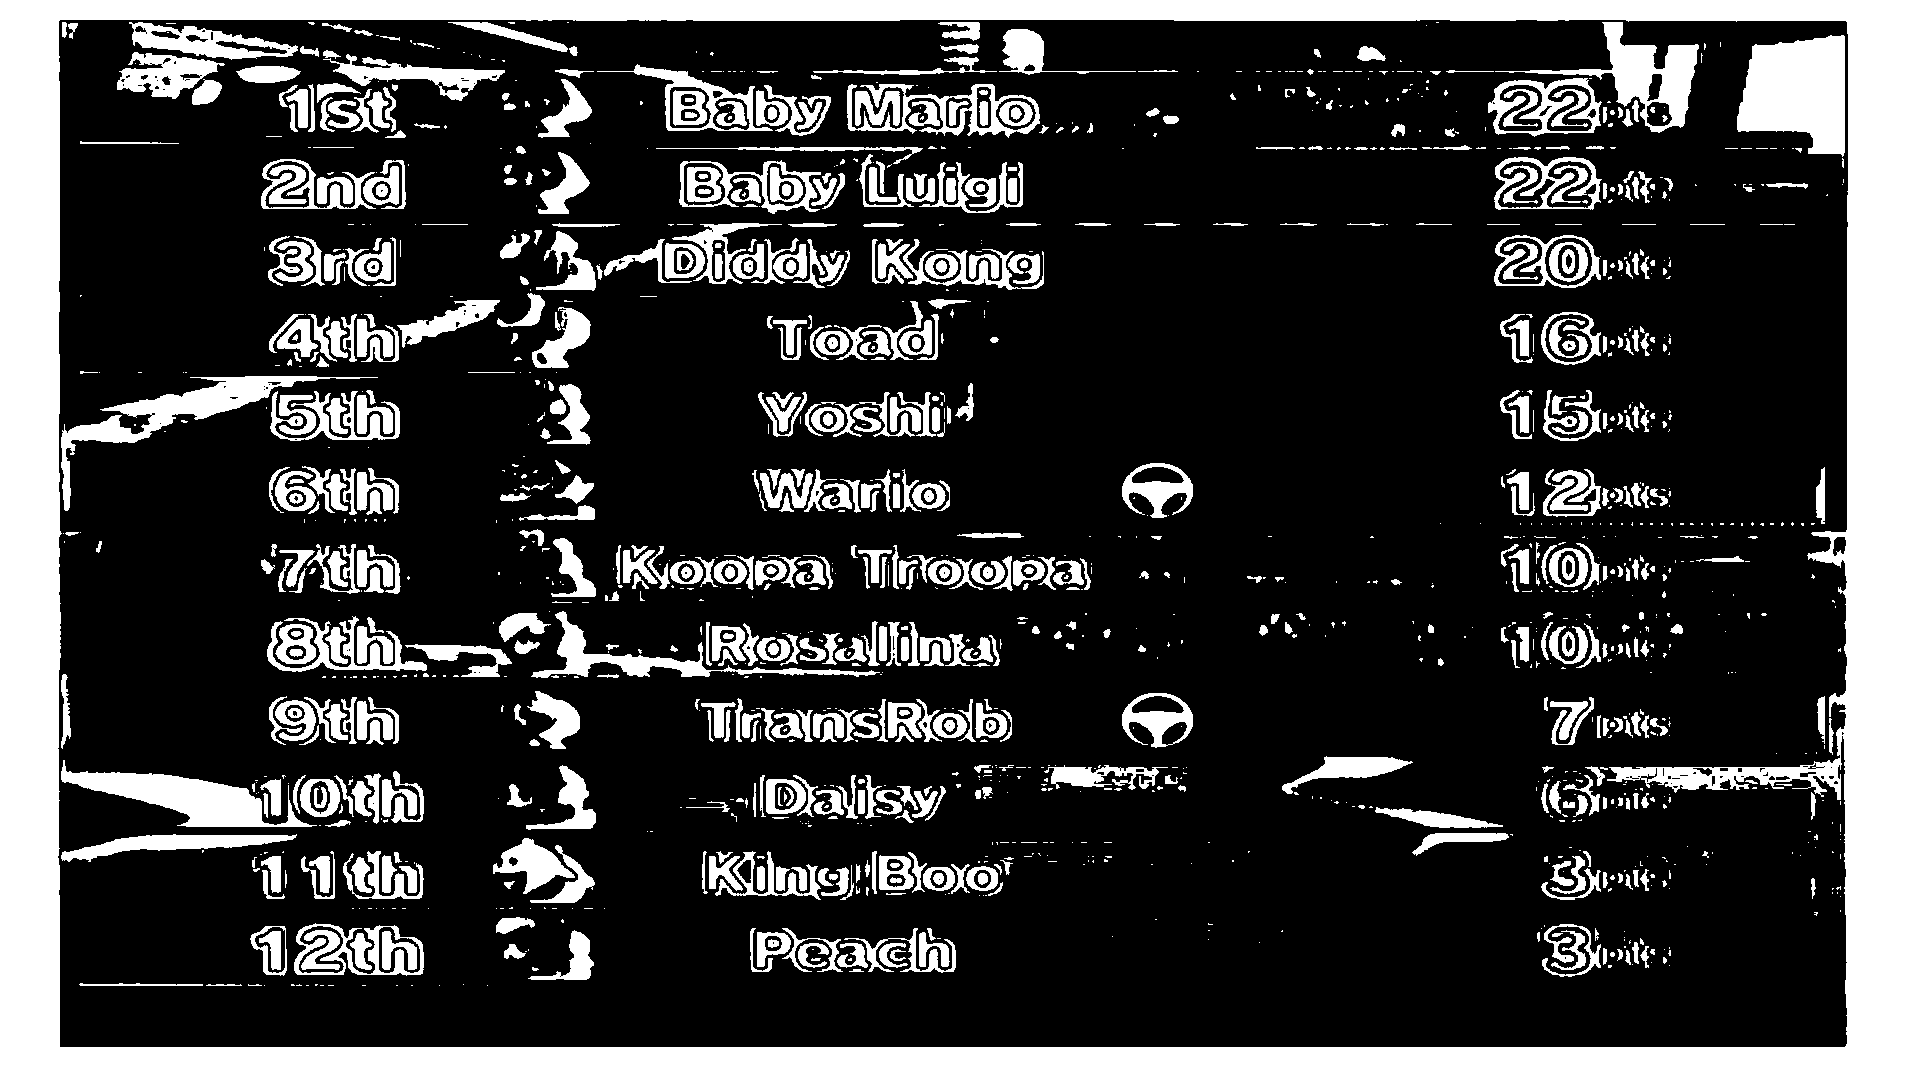 1st Baby Mario 22pts
2nd Baby Luigi 22pts
3rd Diddy Kong 20pts
4th Toad 16pts
5th Yoshi 15pts
6th Wario 12pts
7th Koopa Troopa 10pts
8th Rosalina 10pts
9th TransRob 7pts
10th Daisy 6pts
11th King Boo 3pts
12th Peach 3pts